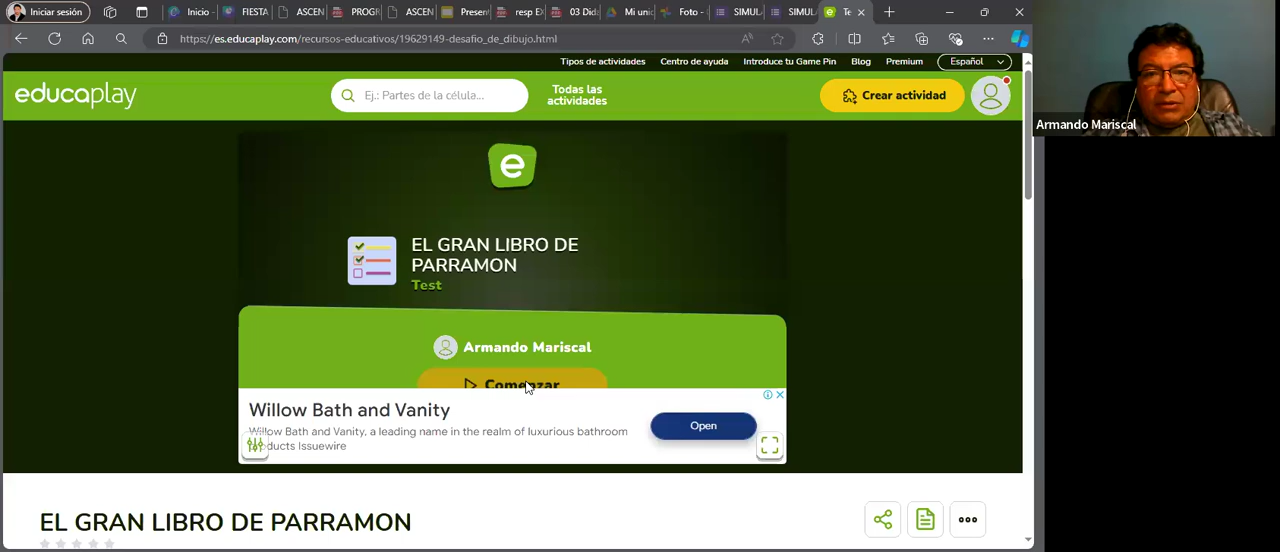 Iniciar sesión
Inicio -
FIESTA
ASCEN
PROGR
ASCEN
Present
resp EX
03 Did
Mi uni
Foto -
SIMUL
SIMUL
Te
https://es.educaplay.com/recursos-educativos/19629149-desafio_de_dibujo.html
Tipos de actividades
Centro de ayuda
Introduce tu Game Pin
Blog
Premium
Español
educaplay
Ej.: Partes de la célula...
Todas las
actividades
Crear actividad
Armando Mariscal
e
EL GRAN LIBRO DE
PARRAMON
Test
Armando Mariscal
Comenzar
Willow Bath and Vanity
Willow Bath and Vanity, a leading name in the realm of luxurious bathroom
products Issuewire
Open
EL GRAN LIBRO DE PARRAMON